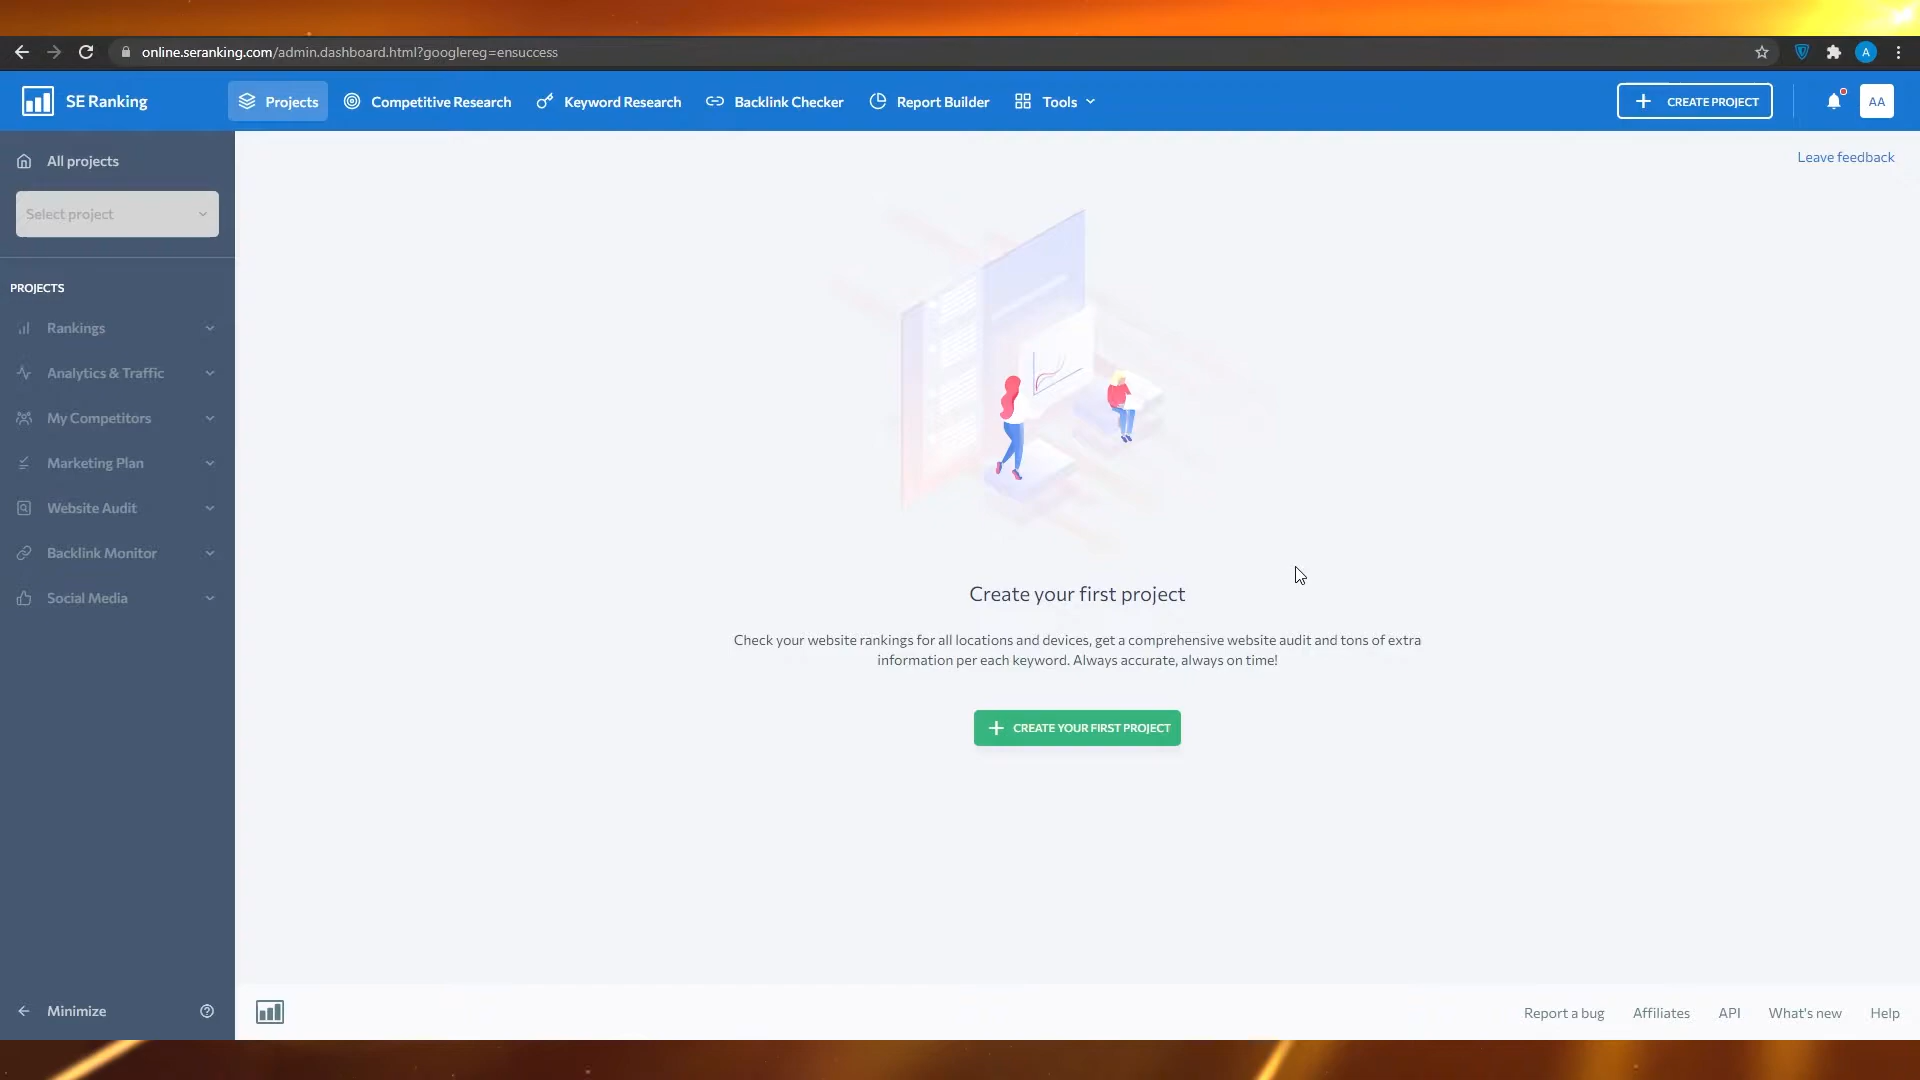 online.seranking.com/admin.dashboard.html?googlereg=ensuccess
A
SE Ranking
Projects
Competitive Research
Keyword Research
Backlink Checker
Report Builder
Tools
CREATE PROJECT
AA
All projects
Leave feedback
Select project
PROJECTS
Rankings
Analytics & Traffic
My Competitors
Marketing Plan
Website Audit
Backlink Monitor
Social Media
Create your first project
Check your website rankings for all locations and devices, get a comprehensive website audit and tons of extra
information per each keyword. Always accurate, always on time!
CREATE YOUR FIRST PROJECT
Minimize
Report a bug
Affiliates
API
What's new
Help